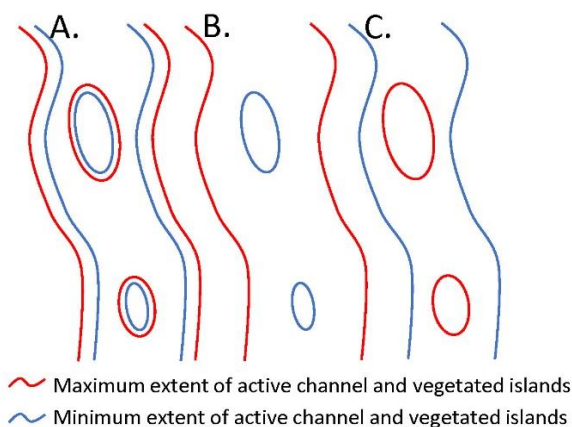 A. B. C.
Maximum extent of active channel and vegetated islands
Minimum extent of active channel and vegetated islands